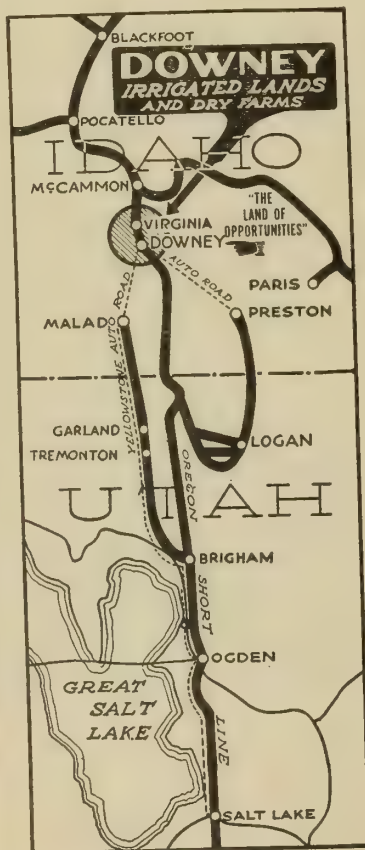 BLACKFOOT
DOWNEY
IRRIGATED LANDS
AND DRY FARMS
POCATELLO
IDAHO
McCAMMON
"THE
LAND OF
OPPORTUNITIES"
VIRGINIA
DOWNEY
AUTO ROAD
PARIS
MALAD
PRESTON
YELLOWSTONE AUTO ROAD
GARLAND
TREMONTON
LOGAN
UTAH
BRIGHAM
OREGON SHORT LINE
OGDEN
GREAT
SALT
LAKE
SALT LAKE